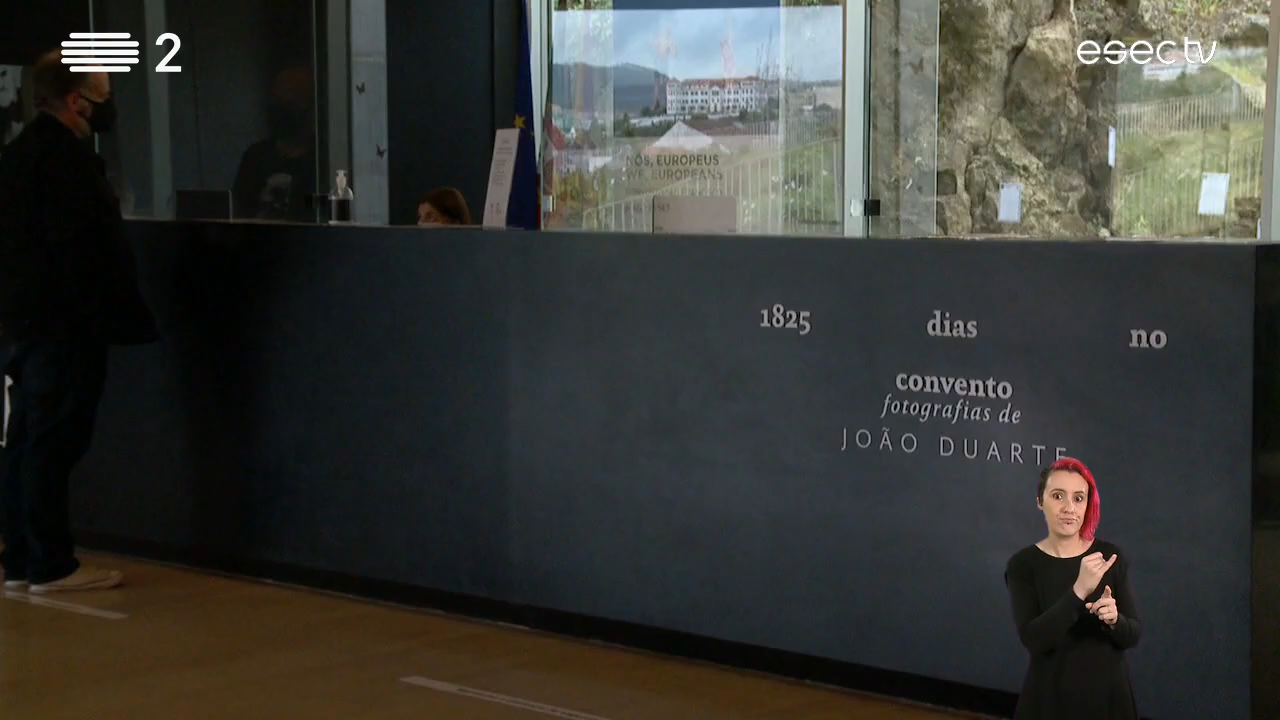 2
esectv
NÓS, EUROPEUS
WE, EUROPEANS
1825 dias no
convento
fotografias de
JOÃO DUARTE